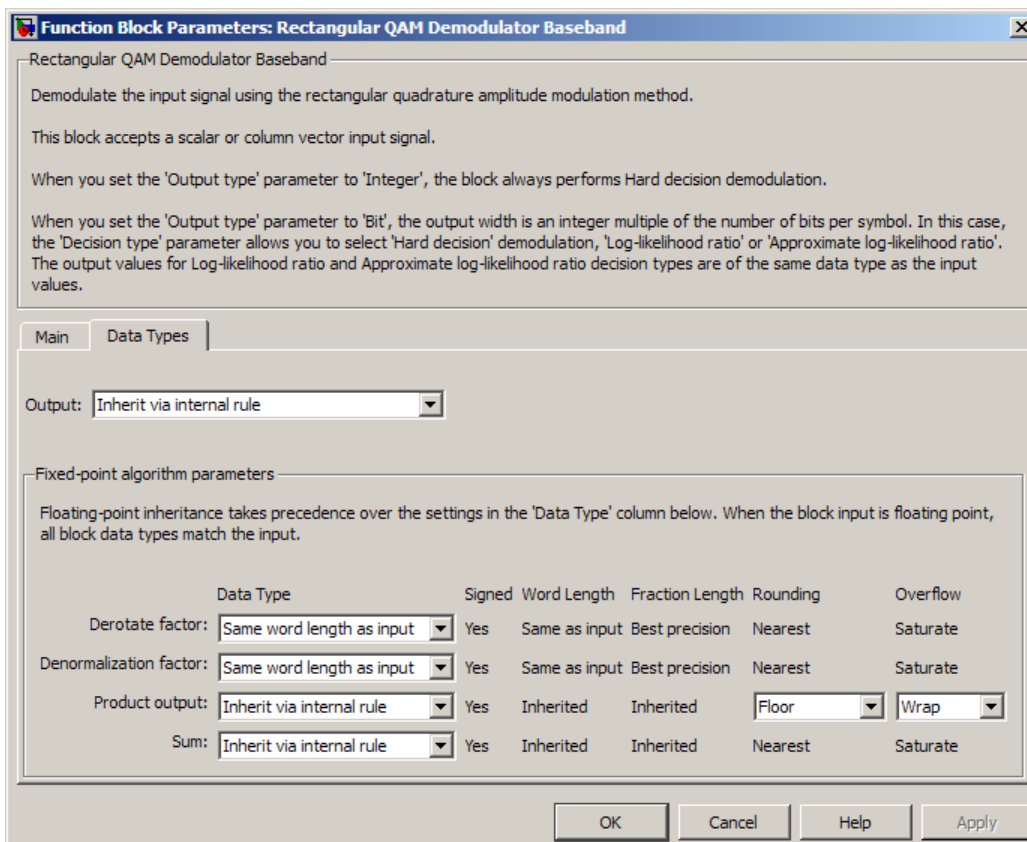 Function Block Parameters: Rectangular QAM Demodulator Baseband
Rectangular QAM Demodulator Baseband
Demodulate the input signal using the rectangular quadrature amplitude modulation method.
This block accepts a scalar or column vector input signal.
When you set the 'Output type' parameter to 'Integer', the block always performs Hard decision demodulation.
When you set the 'Output type' parameter to 'Bit', the output width is an integer multiple of the number of bits per symbol. In this case,
the 'Decision type' parameter allows you to select 'Hard decision' demodulation, 'Log-likelihood ratio' or 'Approximate log-likelihood ratio'.
The output values for Log-likelihood ratio and Approximate log-likelihood ratio decision types are of the same data type as the input
values.
Main Data Types
Output: Inherit via internal rule
Fixed-point algorithm parameters
Floating-point inheritance takes precedence over the settings in the 'Data Type' column below. When the block input is floating point,
all block data types match the input.
Data Type Signed Word Length Fraction Length Rounding Overflow
Derotate factor: Same word length as input Yes Same as input Best precision Nearest Saturate
Denormalization factor: Same word length as input Yes Same as input Best precision Nearest Saturate
Product output: Inherit via internal rule Yes Inherited Inherited Floor Wrap
Sum: Inherit via internal rule Yes Inherited Inherited Nearest Saturate
OK Cancel Help Apply